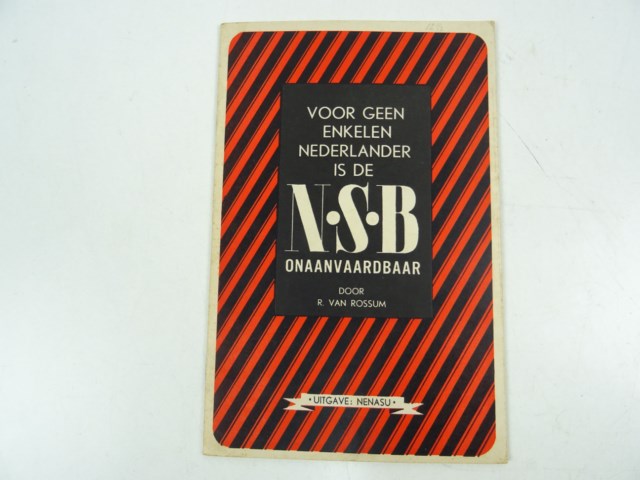 VOOR GEEN
ENKELEN
NEDERLANDER
IS DE
N·S·B
ONAANVAARDBAAR
DOOR
R. VAN ROSSUM
· UITGAVE: NENASU ·